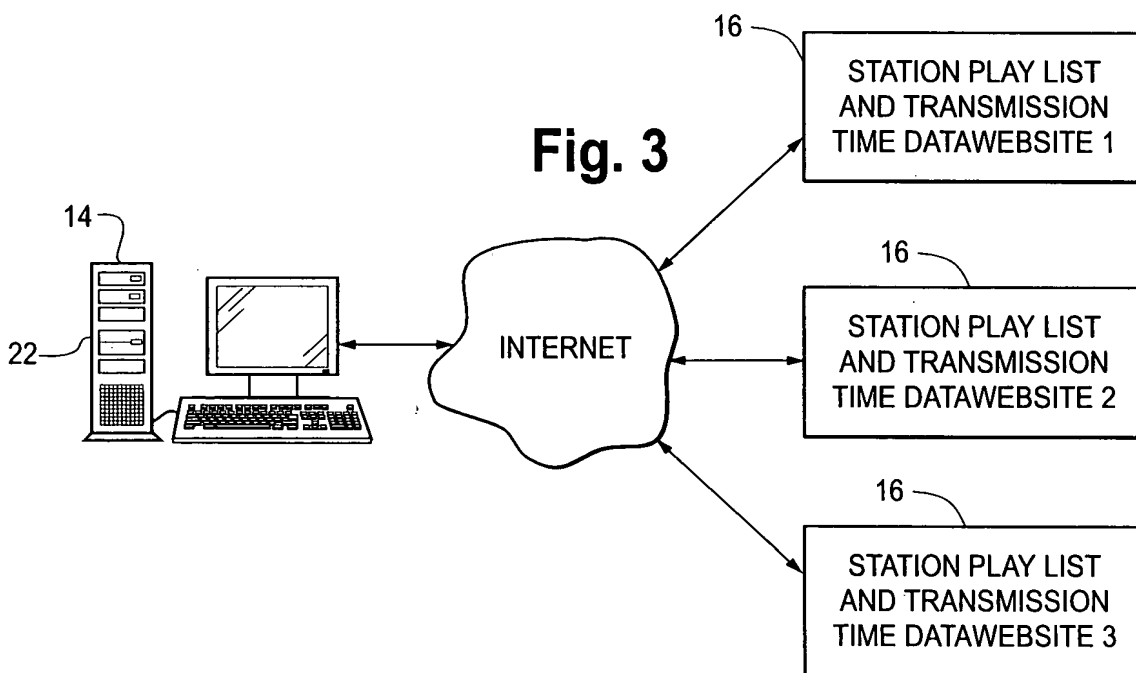 16
STATION PLAY LIST
AND TRANSMISSION
TIME DATAWEBSITE 1
Fig. 3
14
22
INTERNET
16
STATION PLAY LIST
AND TRANSMISSION
TIME DATAWEBSITE 2
16
STATION PLAY LIST
AND TRANSMISSION
TIME DATAWEBSITE 3